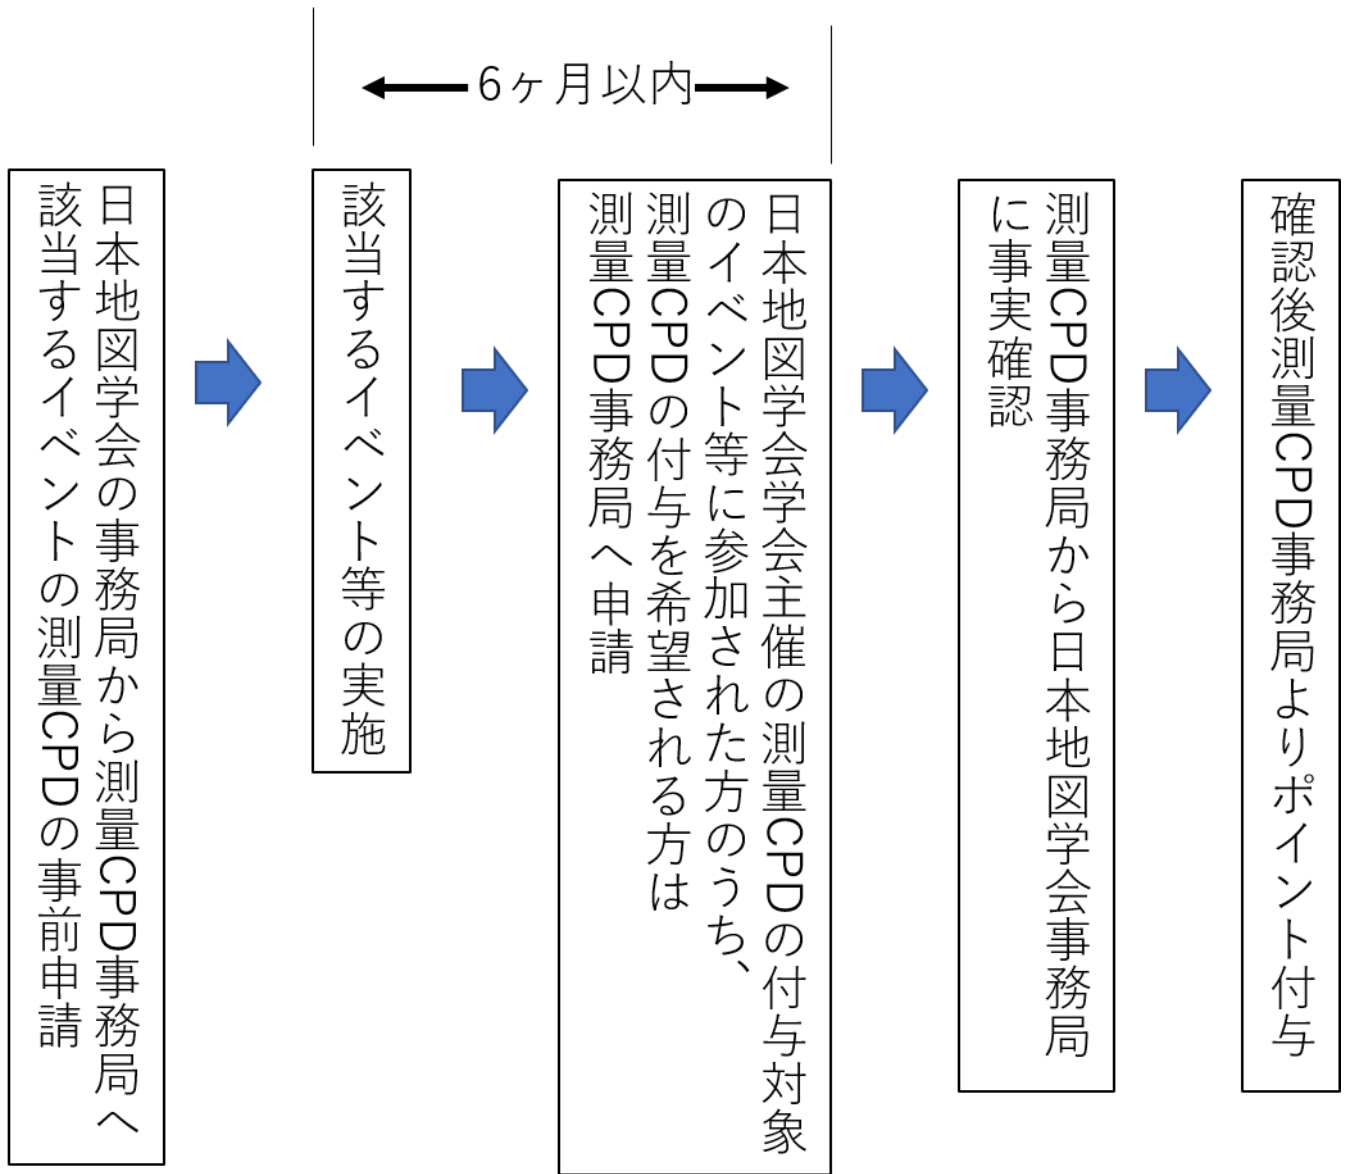 6ヶ月以内
日本地図学会の事務局から測量CPD事務局へ
該当するイベントの測量CPDの事前申請
該当するイベント等の実施
日本地図学会学会主催の測量CPDの付与対象
のイベント等に参加された方のうち、
測量CPDの付与を希望される方は
測量CPD事務局へ申請
測量CPD事務局から日本地図学会事務局
に事実確認
確認後測量CPD事務局よりポイント付与